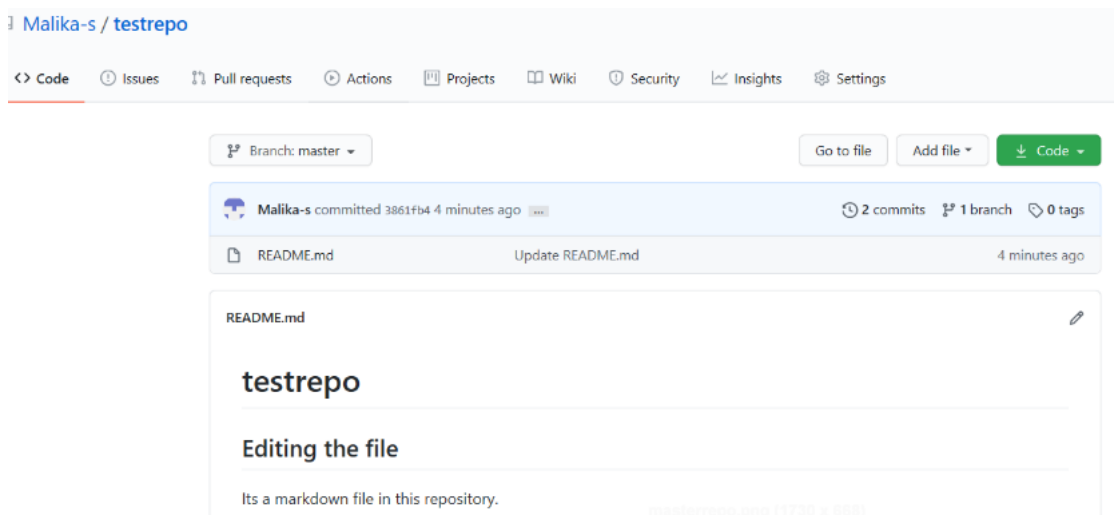 Malika-s / testrepo
Code Issues Pull requests Actions Projects Wiki Security Insights Settings
Branch: master Go to file Add file Code
Malika-s committed 3861fb4 4 minutes ago ... 2 commits 1 branch 0 tags
README.md Update README.md 4 minutes ago
README.md
testrepo
Editing the file
Its a markdown file in this repository.